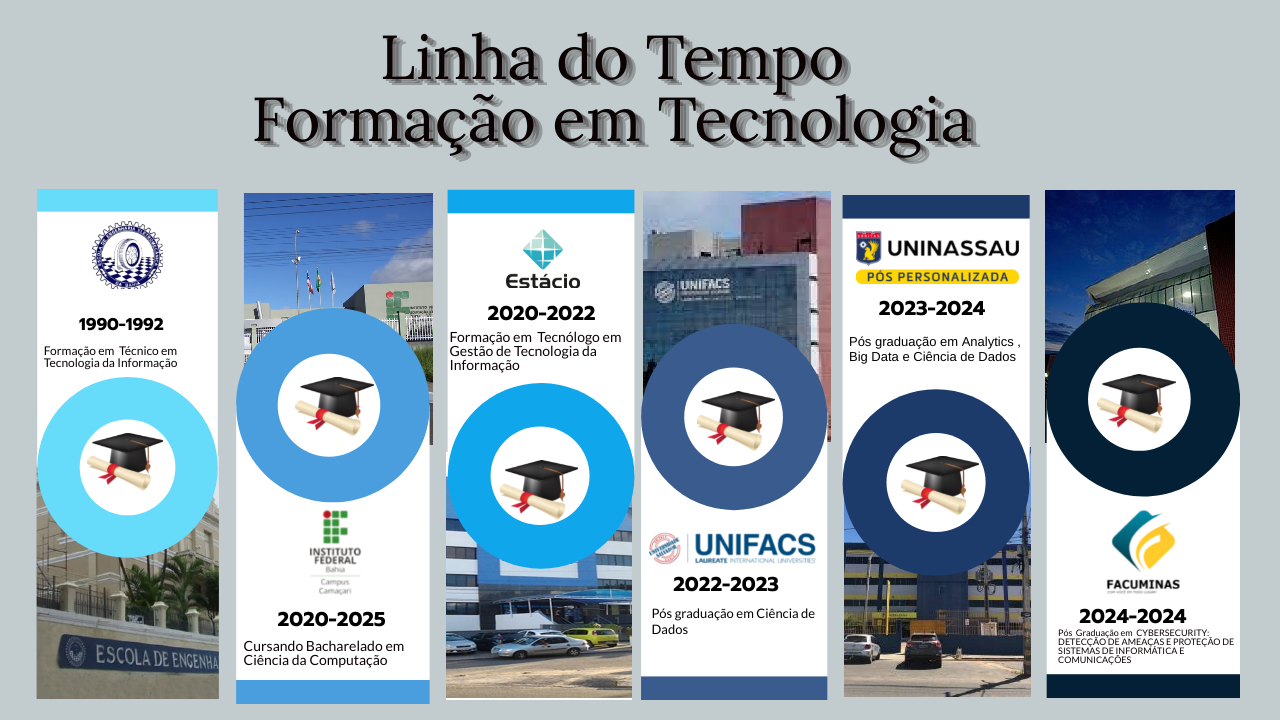 Linha do Tempo
Formação em Tecnologia
1990-1992
Formação em Técnico em
Tecnologia da Informação
ESCOLA DE ENGENHA
INSTITUTO
FEDERAL
Bahia
Campus
Camaçari
2020-2025
Cursando Bacharelado em
Ciência da Computação
Estácio
2020-2022
Formação em Tecnólogo em
Gestão de Tecnologia da
Informação
UNIFACS
UNIVERSIDADE
SALVADOR
UNIFACS
LAUREATE INTERNATIONAL UNIVERSITIES
2022-2023
Pós graduação em Ciência de
Dados
UNINASSAU
PÓS PERSONALIZADA
2023-2024
Pós graduação em Analytics ,
Big Data e Ciência de Dados
FACUMINAS
2024-2024
Pós Graduação em CYBERSECURITY:
DETECÇÃO DE AMEAÇAS E PROTEÇÃO DE
SISTEMAS DE INFORMÁTICA E
COMUNICAÇÕES